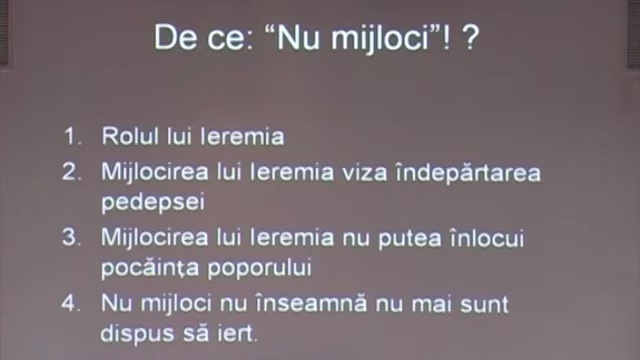 De ce: “Nu mijloci”! ?
1. Rolul lui Ieremia
2. Mijlocirea lui Ieremia viza îndepărtarea
pedepsei
3. Mijlocirea lui Ieremia nu putea înlocui
pocăința poporului
4. Nu mijloci nu înseamnă nu mai sunt
dispus să iert.